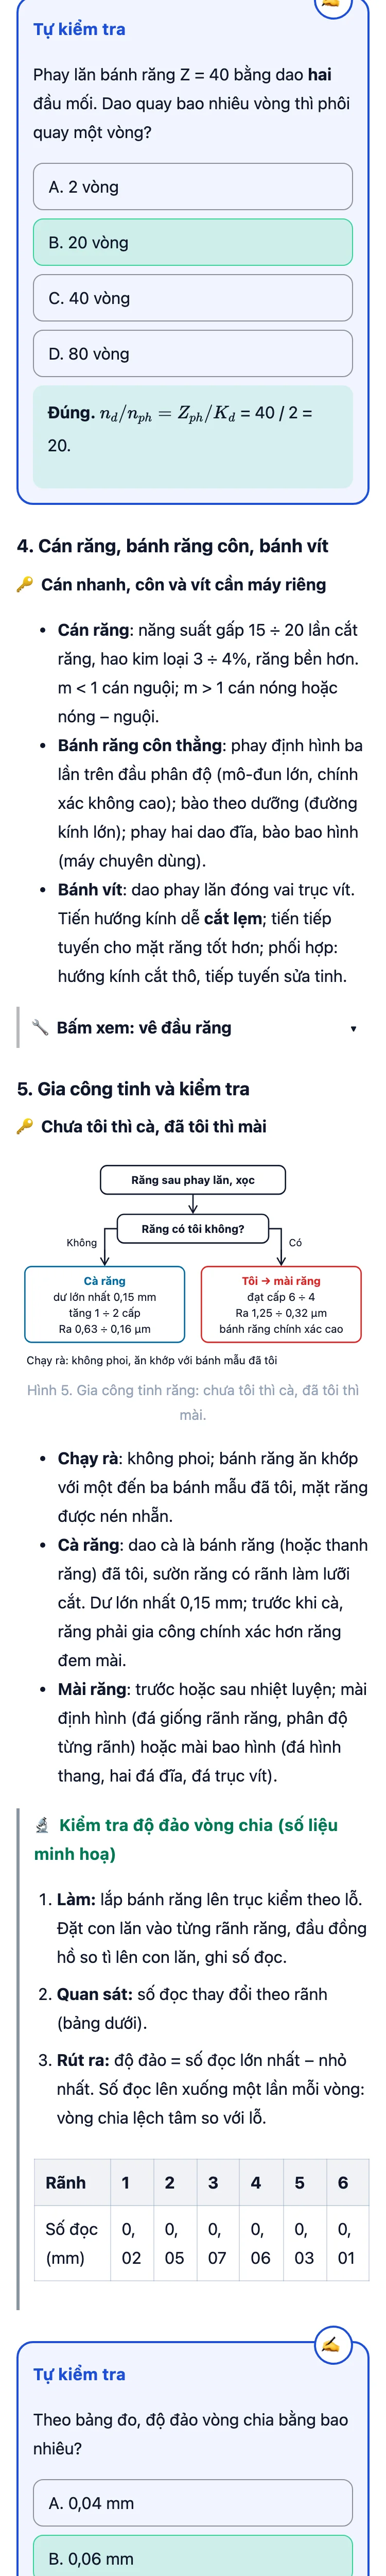 Tự kiểm tra
Phay lăn bánh răng Z = 40 bằng dao hai
đầu mối. Dao quay bao nhiêu vòng thì phôi
quay một vòng?
A. 2 vòng
B. 20 vòng
C. 40 vòng
D. 80 vòng
Đúng. n_d/n_ph = Z_ph/K_d = 40 / 2 =
20.
4. Cán răng, bánh răng côn, bánh vít
🔑 Cán nhanh, côn và vít cần máy riêng
• Cán răng: năng suất gấp 15 ÷ 20 lần cắt
răng, hao kim loại 3 ÷ 4%, răng bền hơn.
m < 1 cán nguội; m > 1 cán nóng hoặc
nóng – nguội.
• Bánh răng côn thẳng: phay định hình ba
lần trên đầu phân độ (mô-đun lớn, chính
xác không cao); bào theo dưỡng (đường
kính lớn); phay hai dao đĩa, bào bao hình
(máy chuyên dùng).
• Bánh vít: dao phay lăn đóng vai trục vít.
Tiến hướng kính dễ cắt lẹm; tiến tiếp
tuyến cho mặt răng tốt hơn; phối hợp:
hướng kính cắt thô, tiếp tuyến sửa tinh.
🔧 Bấm xem: vê đầu răng ▼
5. Gia công tinh và kiểm tra
🔑 Chưa tôi thì cà, đã tôi thì mài
Răng sau phay lăn, xọc
Răng có tôi không?
Không
Có
Cà răng
dư lớn nhất 0,15 mm
tăng 1 ÷ 2 cấp
Ra 0,63 ÷ 0,16 μm
Tôi → mài răng
đạt cấp 6 ÷ 4
Ra 1,25 ÷ 0,32 μm
bánh răng chính xác cao
Chạy rà: không phoi, ăn khớp với bánh mẫu đã tôi
Hình 5. Gia công tinh răng: chưa tôi thì cà, đã tôi thì
mài.
• Chạy rà: không phoi; bánh răng ăn khớp
với một đến ba bánh mẫu đã tôi, mặt răng
được nén nhẵn.
• Cà răng: dao cà là bánh răng (hoặc thanh
răng) đã tôi, sườn răng có rãnh làm lưỡi
cắt. Dư lớn nhất 0,15 mm; trước khi cà,
răng phải gia công chính xác hơn răng
đem mài.
• Mài răng: trước hoặc sau nhiệt luyện; mài
định hình (đá giống rãnh răng, phân độ
từng rãnh) hoặc mài bao hình (đá hình
thang, hai đá đĩa, đá trục vít).
🔬 Kiểm tra độ đảo vòng chia (số liệu
minh hoạ)
1. Làm: lắp bánh răng lên trục kiểm theo lỗ.
Đặt con lăn vào từng rãnh răng, đầu đồng
hồ so tì lên con lăn, ghi số đọc.
2. Quan sát: số đọc thay đổi theo rãnh
(bảng dưới).
3. Rút ra: độ đảo = số đọc lớn nhất – nhỏ
nhất. Số đọc lên xuống một lần mỗi vòng:
vòng chia lệch tâm so với lỗ.
Rãnh 1 2 3 4 5 6
Số đọc 0, 0, 0, 0, 0, 0,
(mm) 02 05 07 06 03 01
Tự kiểm tra
Theo bảng đo, độ đảo vòng chia bằng bao
nhiêu?
A. 0,04 mm
B. 0,06 mm